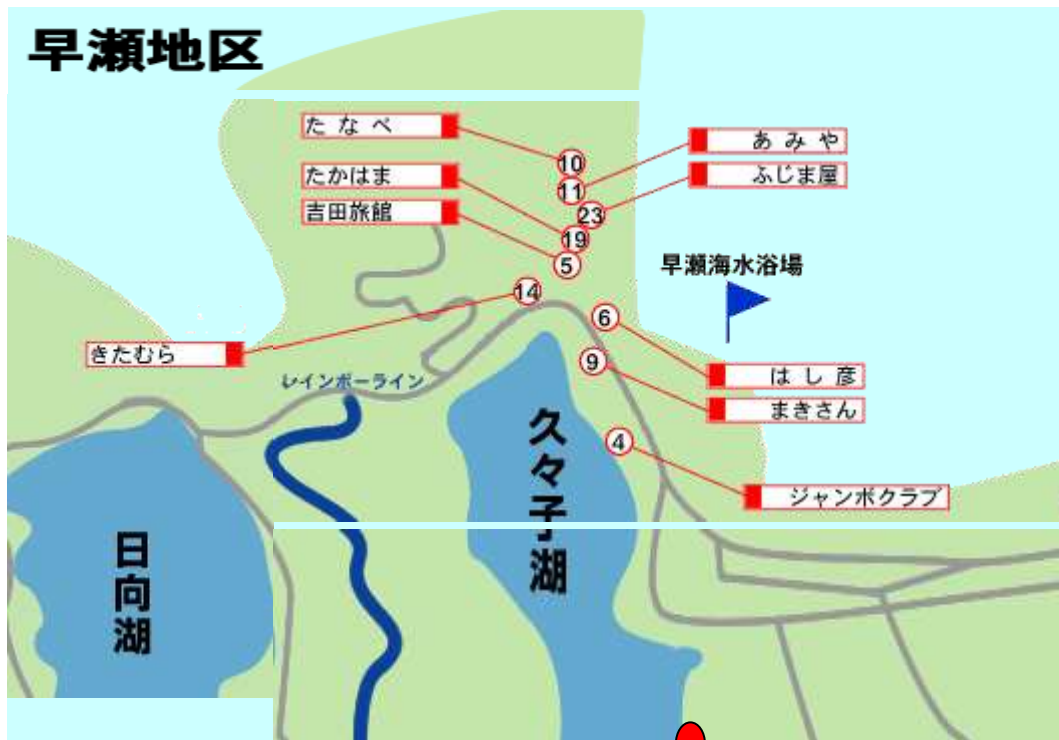 早瀬地区
た な べ
あ み や
10
たかはま
ふじま屋
11
吉田旅館
23
19
5
早瀬海水浴場
14
6
きたむら
9
はし彦
レインボーライン
まきさん
久々子湖
4
ジャンボクラブ
日向湖